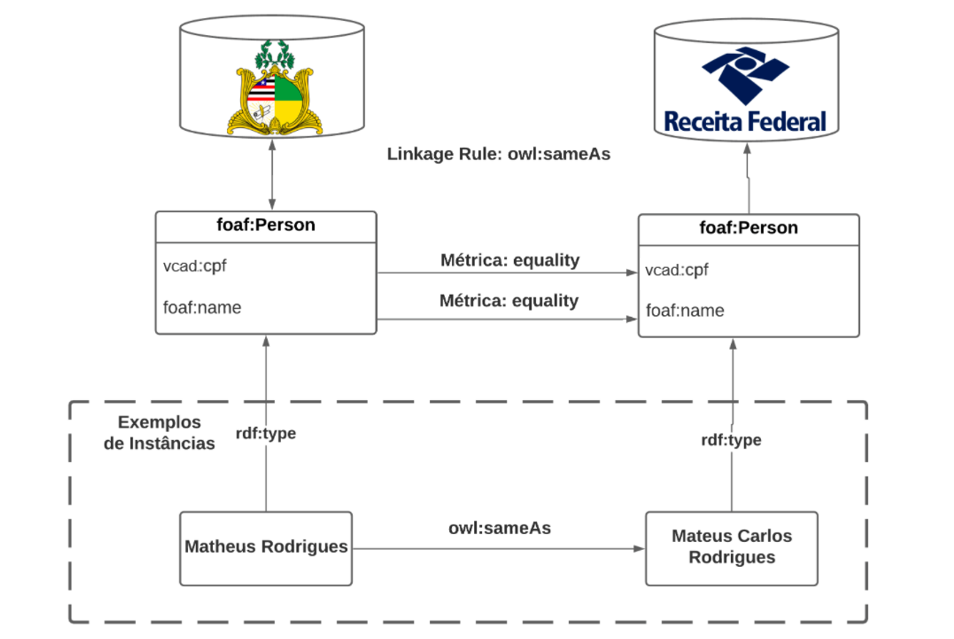 Receita Federal
Linkage Rule: owl:sameAs
foaf:Person
vcad:cpf
foaf:name
Métrica: equality
Métrica: equality
foaf:Person
vcad:cpf
foaf:name
Exemplos
de Instâncias
rdf:type
rdf:type
Matheus Rodrigues
owl:sameAs
Mateus Carlos
Rodrigues